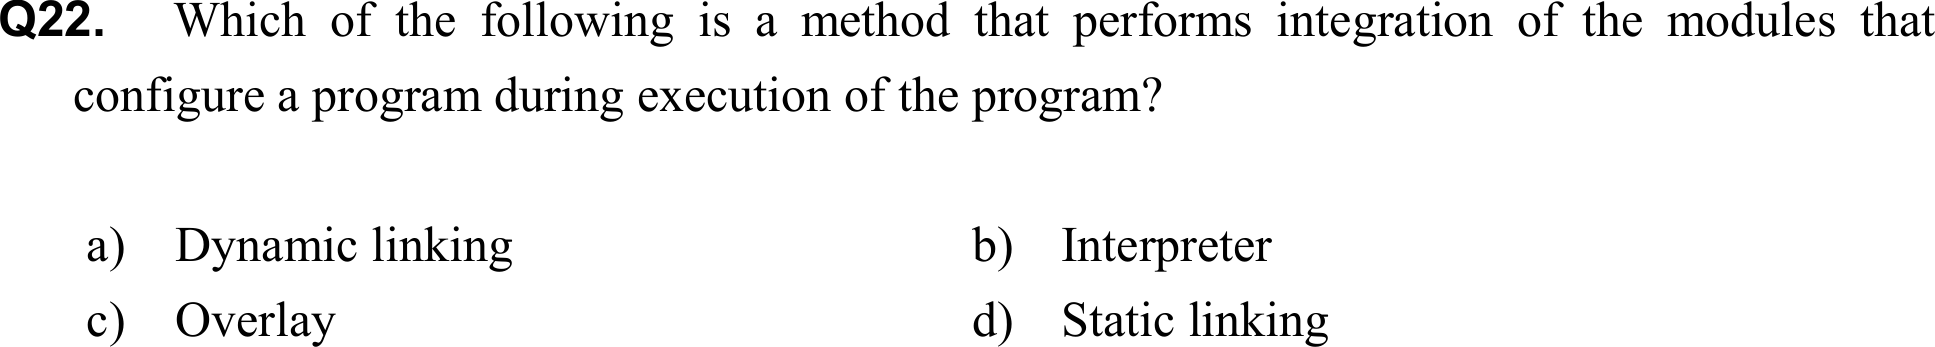 Q22. Which of the following is a method that performs integration of the modules that
configure a program during execution of the program?
a) Dynamic linking b) Interpreter
c) Overlay d) Static linking